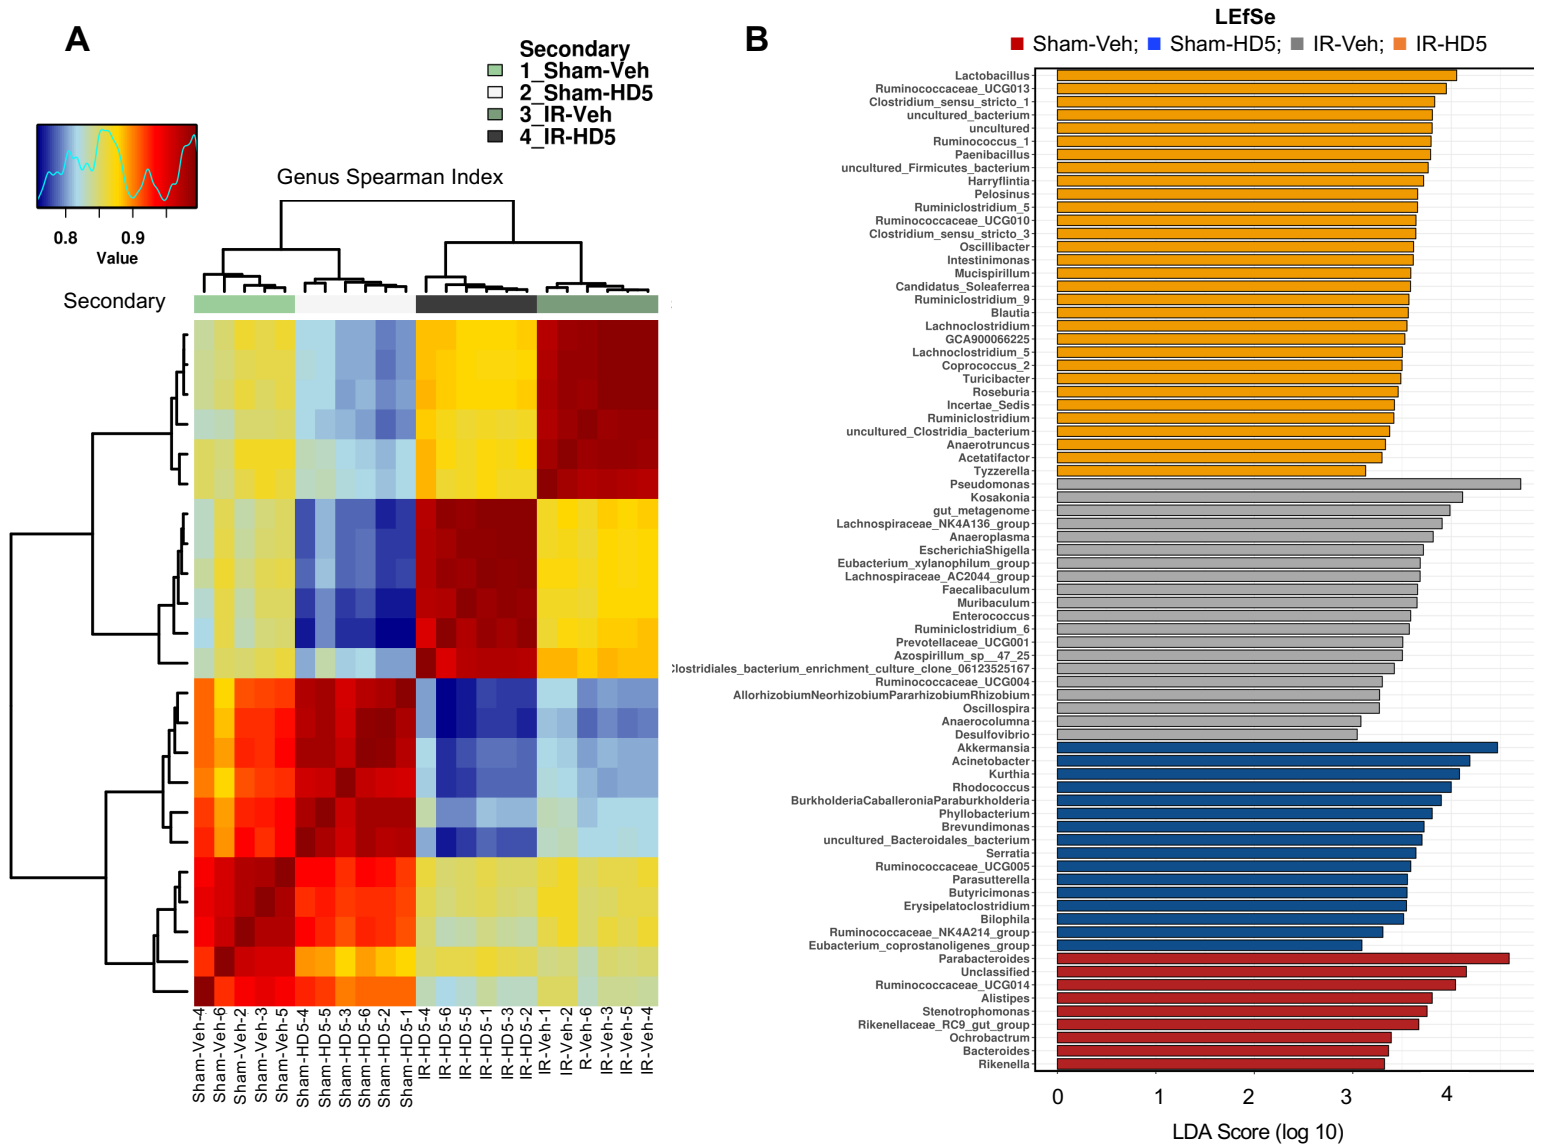 A
Secondary
1_Sham-Veh
2_Sham-HD5
3_IR-Veh
4_IR-HD5
0.8
0.9
Value
Genus Spearman Index
Secondary
Sham-Veh-4
Sham-Veh-6
Sham-Veh-2
Sham-Veh-3
Sham-Veh-5
Sham-HD5-4
Sham-HD5-5
Sham-HD5-3
Sham-HD5-6
Sham-HD5-2
Sham-HD5-1
IR-HD5-4
IR-HD5-6
IR-HD5-5
IR-HD5-1
IR-HD5-3
IR-HD5-2
IR-Veh-1
IR-Veh-2
R-Veh-6
IR-Veh-3
IR-Veh-5
IR-Veh-4
B
LEfSe
Sham-Veh; Sham-HD5; IR-Veh; IR-HD5
Lactobacillus
Ruminococcaceae_UCG013
Clostridium_sensu_stricto_1
uncultured_bacterium
uncultured
Ruminococcus_1
Paenibacillus
uncultured_Firmicutes_bacterium
Harryflintia
Pelosinus
Ruminiclostridium_5
Ruminococcaceae_UCG010
Clostridium_sensu_stricto_3
Oscillibacter
Intestinimonas
Mucispirillum
Candidatus_Soleaferrea
Ruminiclostridium_9
Blautia
Lachnoclostridium
GCA900066225
Lachnoclostridium_5
Coprococcus_2
Turicibacter
Roseburia
Incertae_Sedis
Ruminiclostridium
uncultured_Clostridia_bacterium
Anaerotruncus
Acetatifactor
Tyzzerella
Pseudomonas
Kosakonia
gut_metagenome
Lachnospiraceae_NK4A136_group
Anaeroplasma
EscherichiaShigella
Eubacterium_xylanophilum_group
Lachnospiraceae_AC2044_group
Faecalibaculum
Muribaculum
Enterococcus
Ruminiclostridium_6
Prevotellaceae_UCG001
Azospirillum_sp__47_25
Clostridiales_bacterium_enrichment_culture_clone_06123525167
Ruminococcaceae_UCG004
AllorhizobiumNeorhizobiumPararhizobiumRhizobium
Oscillospira
Anaerocolumna
Desulfovibrio
Akkermansia
Acinetobacter
Kurthia
Rhodococcus
BurkholderiaCaballeroniaParaburkholderia
Phyllobacterium
Brevundimonas
uncultured_Bacteroidales_bacterium
Serratia
Ruminococcaceae_UCG005
Parasutterella
Butyricimonas
Erysipelatoclostridium
Bilophila
Ruminococcaceae_NK4A214_group
Eubacterium_coprostanoligenes_group
Parabacteroides
Unclassified
Ruminococcaceae_UCG014
Alistipes
Stenotrophomonas
Rikenellaceae_RC9_gut_group
Ochrobactrum
Bacteroides
Rikenella
0 1 2 3 4
LDA Score (log 10)